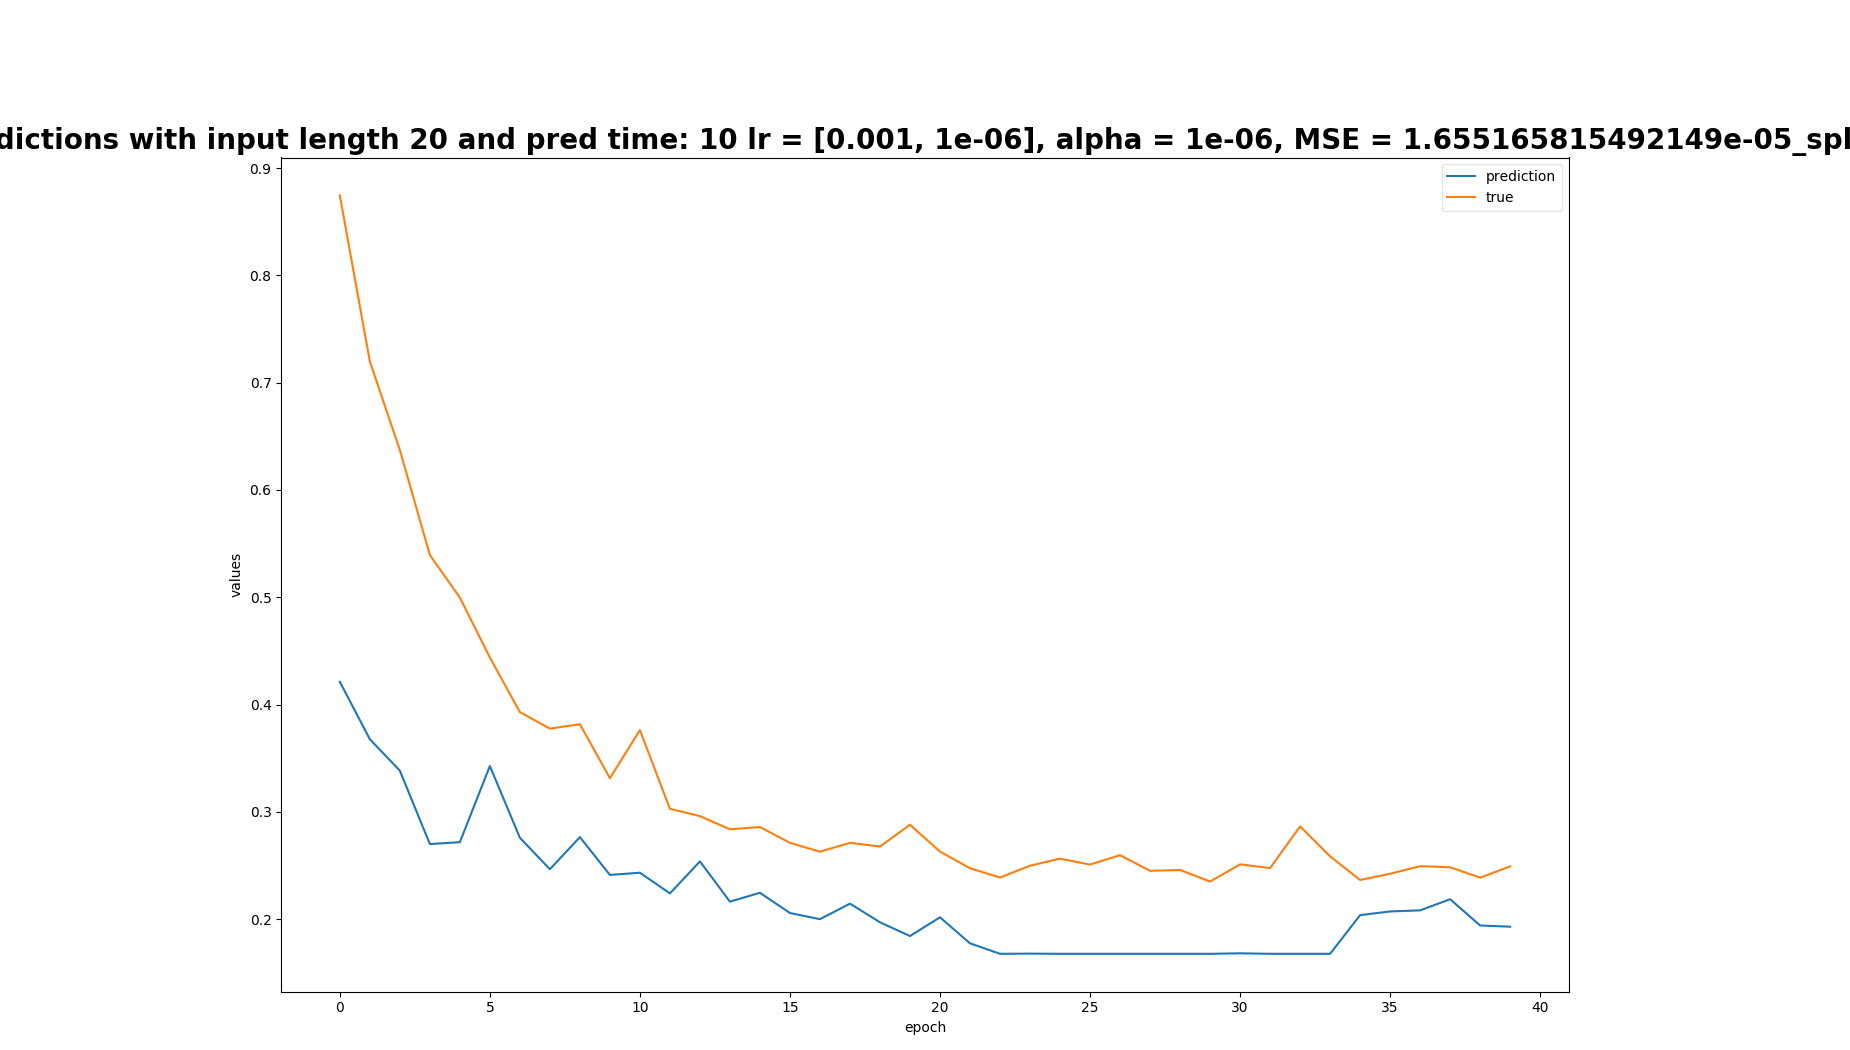 dictions with input length 20 and pred time: 10 lr = [0.001, 1e-06], alpha = 1e-06, MSE = 1.655165815492149e-05_spl
prediction
true
0.9
0.8
0.7
0.6
0.5
0.4
0.3
0.2
values
0 5 10 15 20 25 30 35 40
epoch